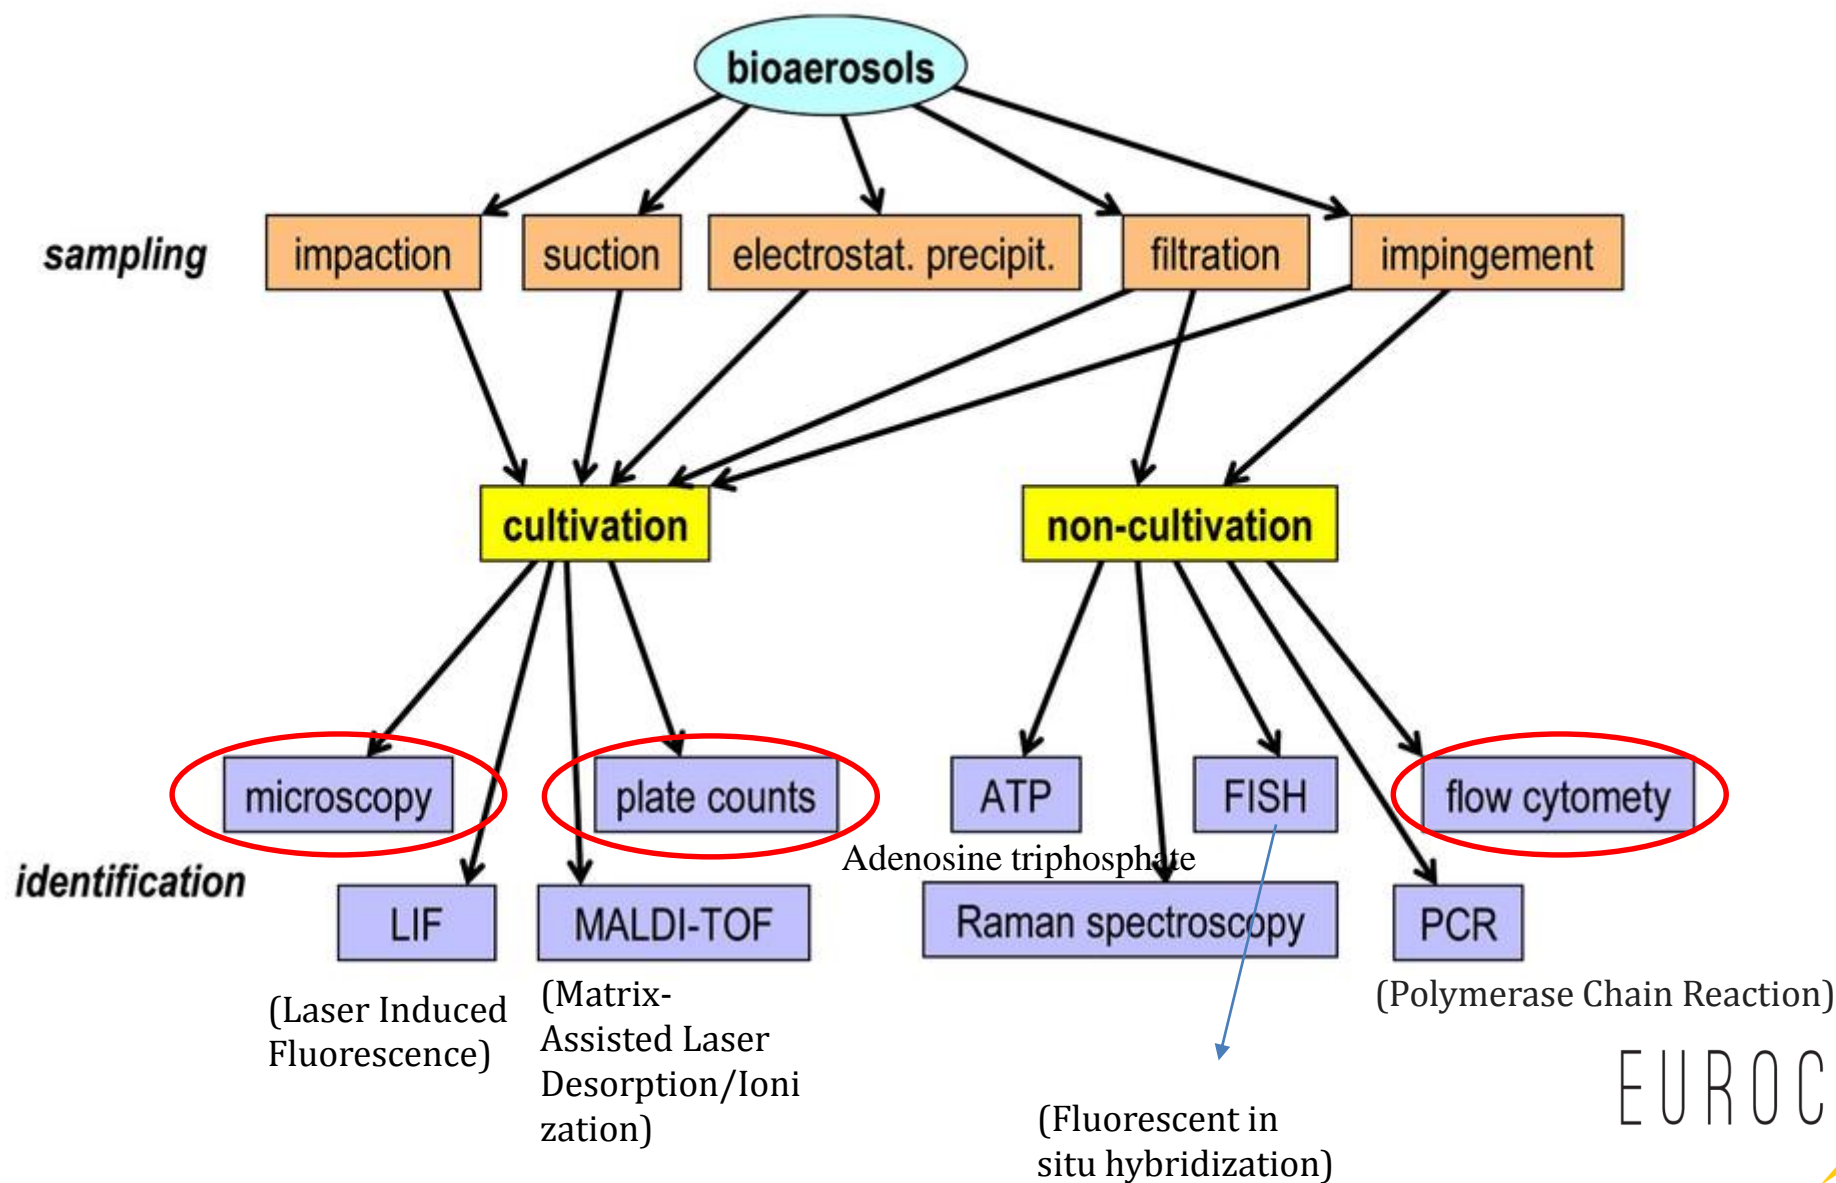 bioaerosols
sampling
impaction
suction
electrostat. precipit.
filtration
impingement
cultivation
non-cultivation
microscopy
plate counts
ATP
FISH
flow cytomety
Adenosine triphosphate
identification
LIF
MALDI-TOF
Raman spectroscopy
PCR
(Laser Induced
Fluorescence)
(Matrix-
Assisted Laser
Desorption/Ioni
zation)
(Polymerase Chain Reaction)
(Fluorescent in
situ hybridization)
EUROC